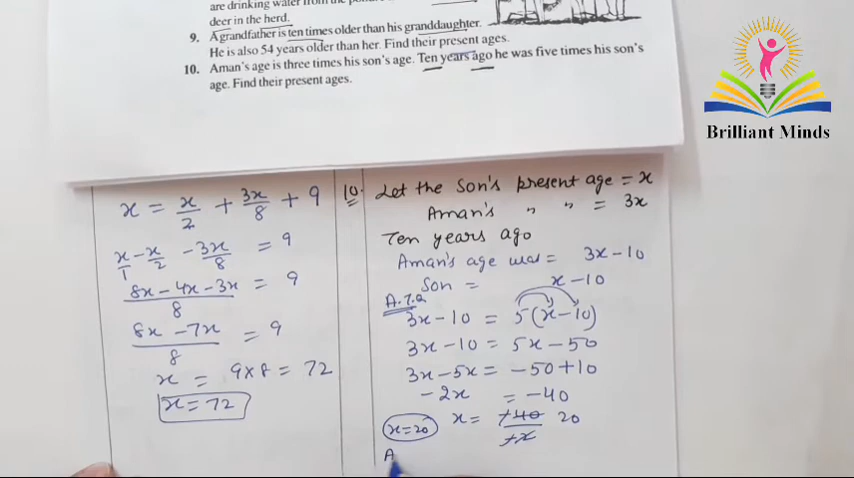 are drinking water from the
deer in the herd.
9. A grandfather is ten times older than his granddaughter.
He is also 54 years older than her. Find their present ages.
10. Aman's age is three times his son's age. Ten years ago he was five times his son's
age. Find their present ages.
Brilliant Minds
x = x/2 + 3x/8 + 9
x/1 - x/2 - 3x/8 = 9
8x - 4x - 3x / 8 = 9
8x - 7x / 8 = 9
x = 9x8 = 72
x = 72
10. Let the Son's present age = x
Aman's " " = 3x
Ten years ago
Aman's age was = 3x - 10
Son = x - 10
A.T.Q
3x - 10 = 5(x - 10)
3x - 10 = 5x - 50
3x - 5x = -50 + 10
-2x = -40
x = -40/-2 20
x = 20
A